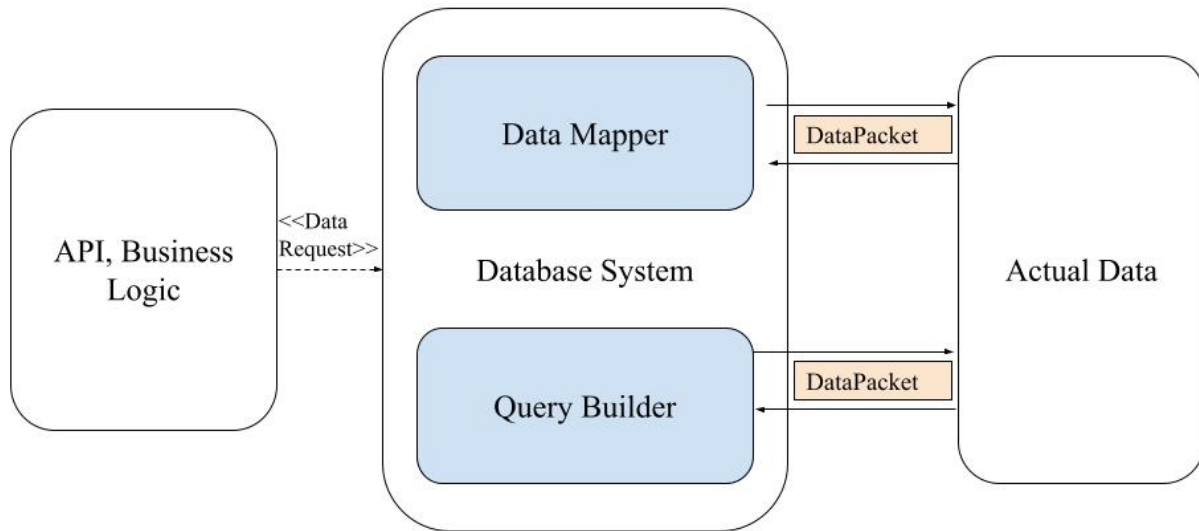 API, Business
Logic
<<Data
Request>>
Data Mapper
Database System
Query Builder
DataPacket
DataPacket
Actual Data